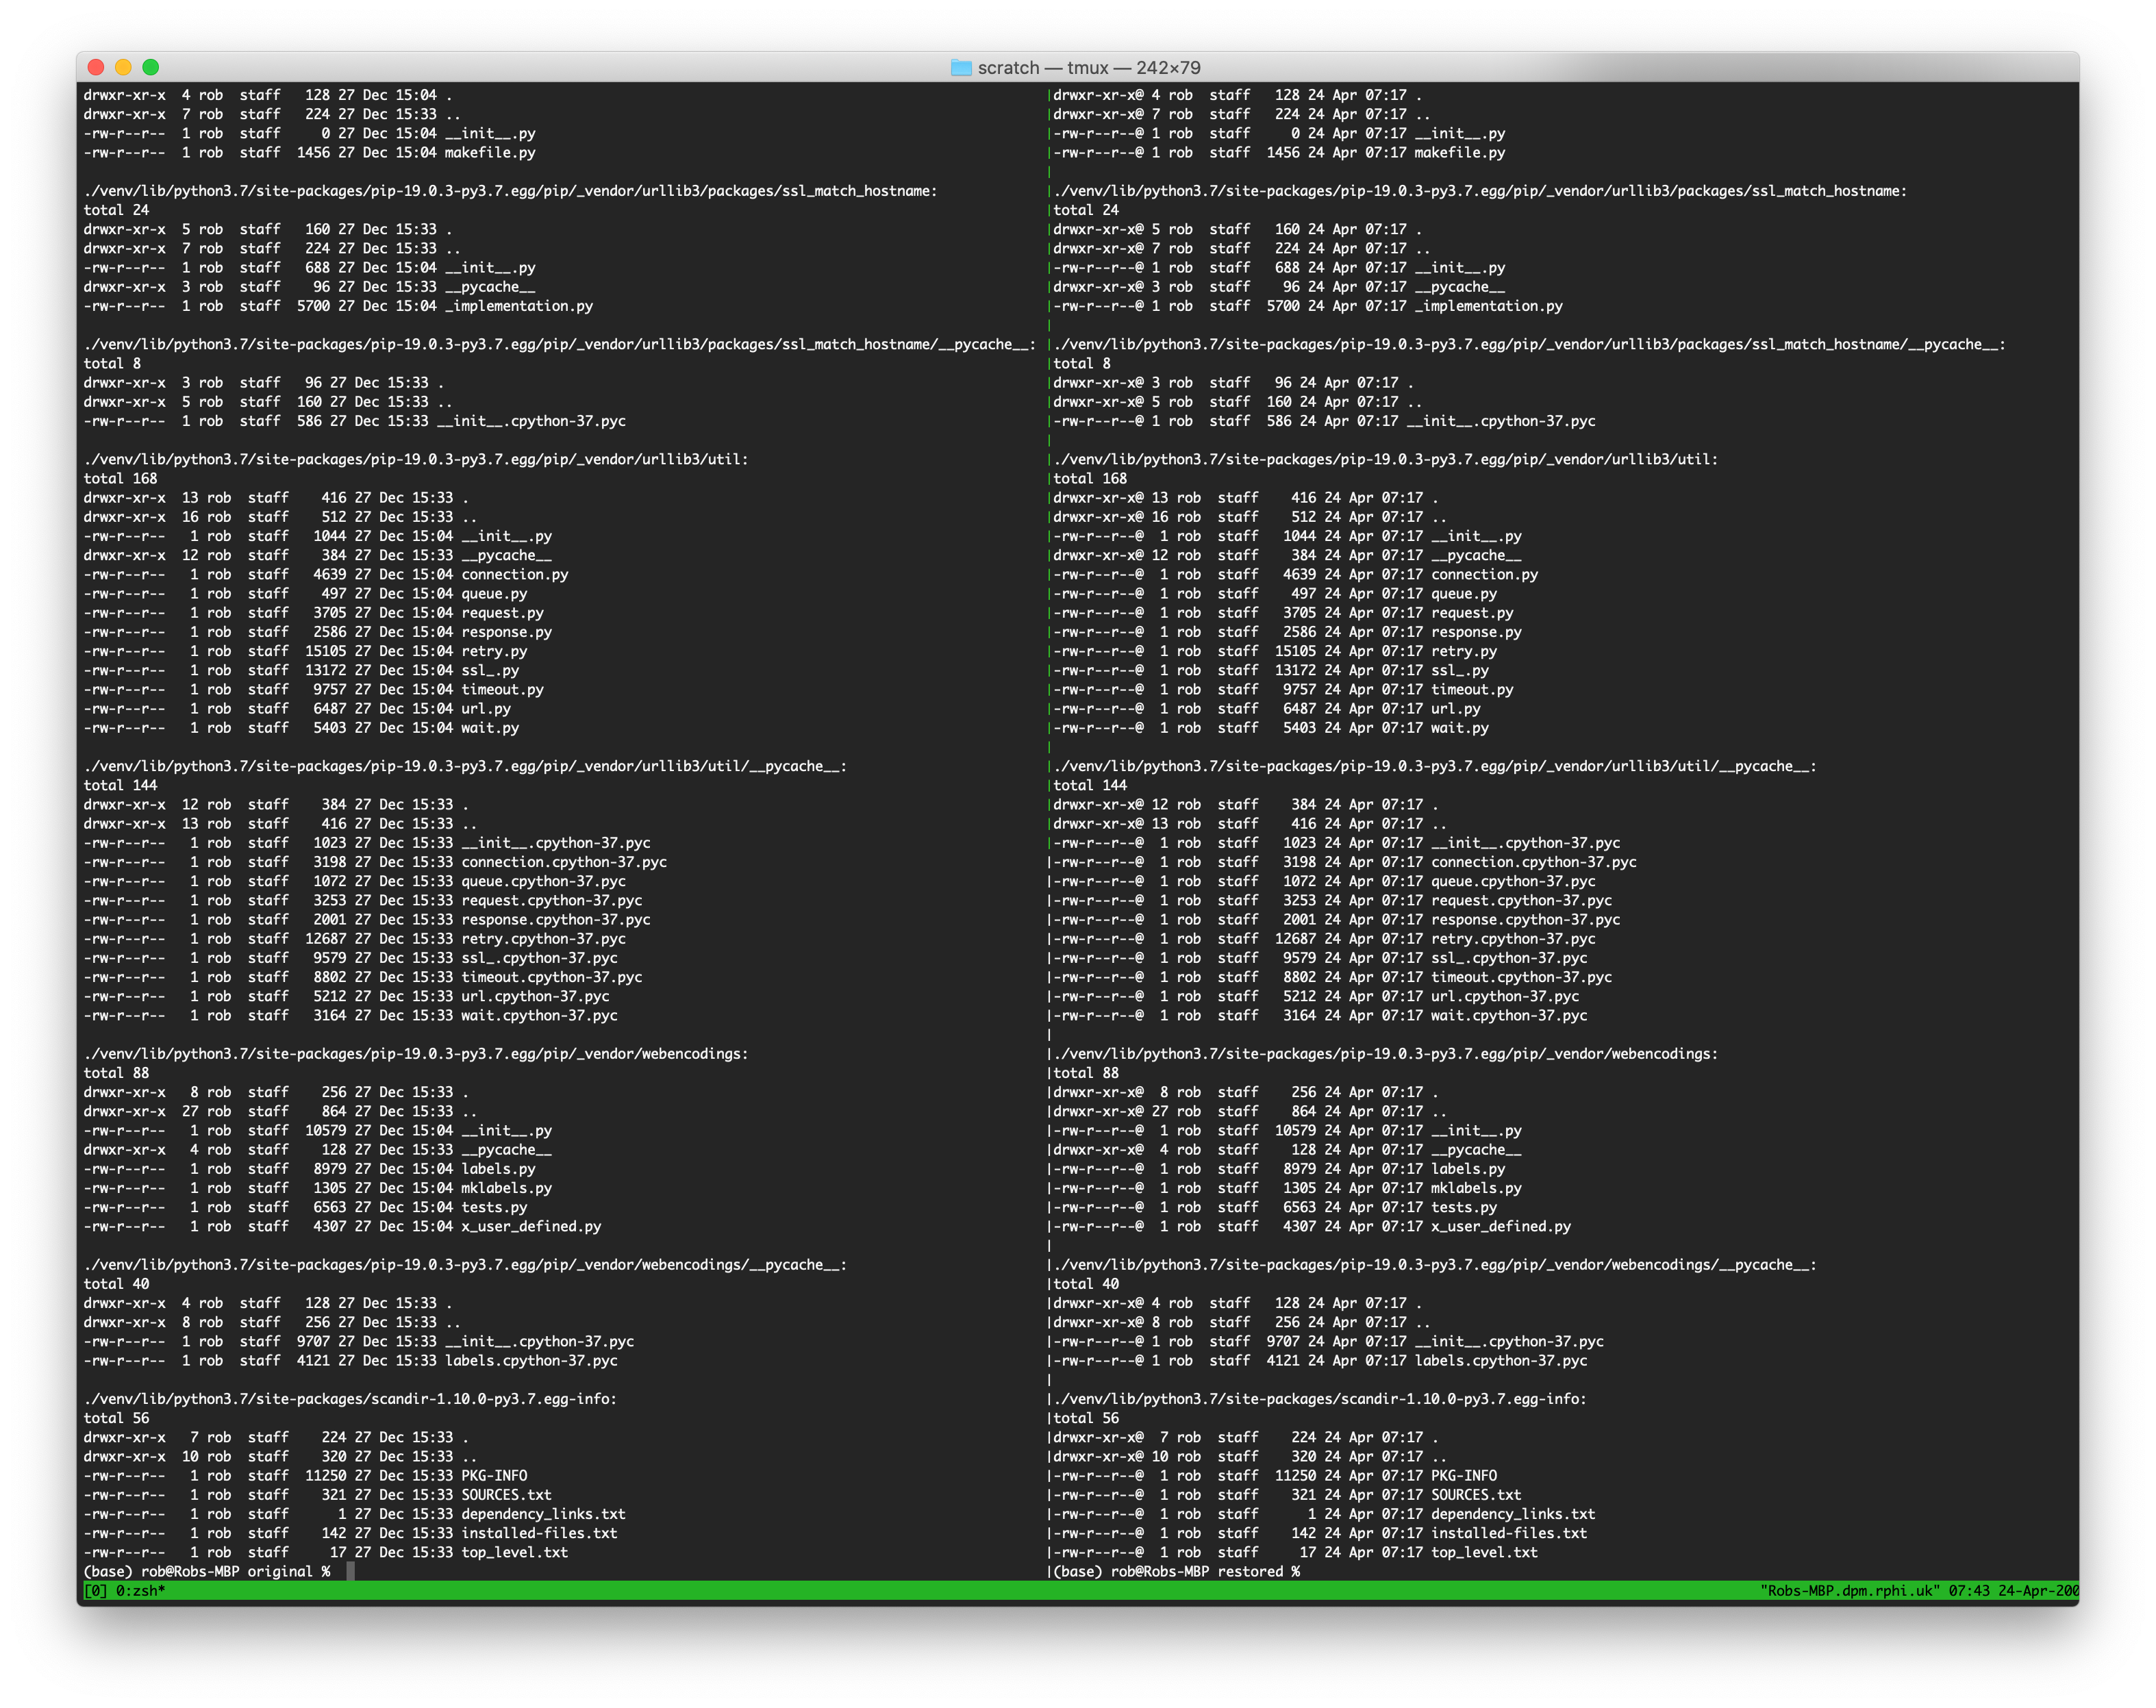 scratch — tmux — 242×79
drwxr-xr-x  4 rob  staff   128 27 Dec 15:04 .
drwxr-xr-x  7 rob  staff   224 27 Dec 15:33 ..
-rw-r--r--  1 rob  staff     0 27 Dec 15:04 __init__.py
-rw-r--r--  1 rob  staff  1456 27 Dec 15:04 makefile.py
./venv/lib/python3.7/site-packages/pip-19.0.3-py3.7.egg/pip/_vendor/urllib3/packages/ssl_match_hostname:
total 24
drwxr-xr-x  5 rob  staff   160 27 Dec 15:33 .
drwxr-xr-x  7 rob  staff   224 27 Dec 15:33 ..
-rw-r--r--  1 rob  staff   688 27 Dec 15:04 __init__.py
drwxr-xr-x  3 rob  staff    96 27 Dec 15:33 __pycache__
-rw-r--r--  1 rob  staff  5700 27 Dec 15:04 _implementation.py
./venv/lib/python3.7/site-packages/pip-19.0.3-py3.7.egg/pip/_vendor/urllib3/packages/ssl_match_hostname/__pycache__:
total 8
drwxr-xr-x  3 rob  staff   96 27 Dec 15:33 .
drwxr-xr-x  5 rob  staff  160 27 Dec 15:33 ..
-rw-r--r--  1 rob  staff  586 27 Dec 15:33 __init__.cpython-37.pyc
./venv/lib/python3.7/site-packages/pip-19.0.3-py3.7.egg/pip/_vendor/urllib3/util:
total 168
drwxr-xr-x  13 rob  staff    416 27 Dec 15:33 .
drwxr-xr-x  16 rob  staff    512 27 Dec 15:33 ..
-rw-r--r--   1 rob  staff   1044 27 Dec 15:04 __init__.py
drwxr-xr-x  12 rob  staff    384 27 Dec 15:33 __pycache__
-rw-r--r--   1 rob  staff   4639 27 Dec 15:04 connection.py
-rw-r--r--   1 rob  staff    497 27 Dec 15:04 queue.py
-rw-r--r--   1 rob  staff   3705 27 Dec 15:04 request.py
-rw-r--r--   1 rob  staff   2586 27 Dec 15:04 response.py
-rw-r--r--   1 rob  staff  15105 27 Dec 15:04 retry.py
-rw-r--r--   1 rob  staff  13172 27 Dec 15:04 ssl_.py
-rw-r--r--   1 rob  staff   9757 27 Dec 15:04 timeout.py
-rw-r--r--   1 rob  staff   6487 27 Dec 15:04 url.py
-rw-r--r--   1 rob  staff   5403 27 Dec 15:04 wait.py
./venv/lib/python3.7/site-packages/pip-19.0.3-py3.7.egg/pip/_vendor/urllib3/util/__pycache__:
total 144
drwxr-xr-x  12 rob  staff    384 27 Dec 15:33 .
drwxr-xr-x  13 rob  staff    416 27 Dec 15:33 ..
-rw-r--r--   1 rob  staff   1023 27 Dec 15:33 __init__.cpython-37.pyc
-rw-r--r--   1 rob  staff   3198 27 Dec 15:33 connection.cpython-37.pyc
-rw-r--r--   1 rob  staff   1072 27 Dec 15:33 queue.cpython-37.pyc
-rw-r--r--   1 rob  staff   3253 27 Dec 15:33 request.cpython-37.pyc
-rw-r--r--   1 rob  staff   2001 27 Dec 15:33 response.cpython-37.pyc
-rw-r--r--   1 rob  staff  12687 27 Dec 15:33 retry.cpython-37.pyc
-rw-r--r--   1 rob  staff   9579 27 Dec 15:33 ssl_.cpython-37.pyc
-rw-r--r--   1 rob  staff   8802 27 Dec 15:33 timeout.cpython-37.pyc
-rw-r--r--   1 rob  staff   5212 27 Dec 15:33 url.cpython-37.pyc
-rw-r--r--   1 rob  staff   3164 27 Dec 15:33 wait.cpython-37.pyc
./venv/lib/python3.7/site-packages/pip-19.0.3-py3.7.egg/pip/_vendor/webencodings:
total 88
drwxr-xr-x   8 rob  staff    256 27 Dec 15:33 .
drwxr-xr-x  27 rob  staff    864 27 Dec 15:33 ..
-rw-r--r--   1 rob  staff  10579 27 Dec 15:04 __init__.py
drwxr-xr-x   4 rob  staff    128 27 Dec 15:33 __pycache__
-rw-r--r--   1 rob  staff   8979 27 Dec 15:04 labels.py
-rw-r--r--   1 rob  staff   1305 27 Dec 15:04 mklabels.py
-rw-r--r--   1 rob  staff   6563 27 Dec 15:04 tests.py
-rw-r--r--   1 rob  staff   4307 27 Dec 15:04 x_user_defined.py
./venv/lib/python3.7/site-packages/pip-19.0.3-py3.7.egg/pip/_vendor/webencodings/__pycache__:
total 40
drwxr-xr-x  4 rob  staff   128 27 Dec 15:33 .
drwxr-xr-x  8 rob  staff   256 27 Dec 15:33 ..
-rw-r--r--  1 rob  staff  9707 27 Dec 15:33 __init__.cpython-37.pyc
-rw-r--r--  1 rob  staff  4121 27 Dec 15:33 labels.cpython-37.pyc
./venv/lib/python3.7/site-packages/scandir-1.10.0-py3.7.egg-info:
total 56
drwxr-xr-x   7 rob  staff    224 27 Dec 15:33 .
drwxr-xr-x  10 rob  staff    320 27 Dec 15:33 ..
-rw-r--r--   1 rob  staff  11250 27 Dec 15:33 PKG-INFO
-rw-r--r--   1 rob  staff    321 27 Dec 15:33 SOURCES.txt
-rw-r--r--   1 rob  staff      1 27 Dec 15:33 dependency_links.txt
-rw-r--r--   1 rob  staff    142 27 Dec 15:33 installed-files.txt
-rw-r--r--   1 rob  staff     17 27 Dec 15:33 top_level.txt
(base) rob@Robs-MBP original %
drwxr-xr-x@ 4 rob  staff   128 24 Apr 07:17 .
drwxr-xr-x@ 7 rob  staff   224 24 Apr 07:17 ..
-rw-r--r--@ 1 rob  staff     0 24 Apr 07:17 __init__.py
-rw-r--r--@ 1 rob  staff  1456 24 Apr 07:17 makefile.py
./venv/lib/python3.7/site-packages/pip-19.0.3-py3.7.egg/pip/_vendor/urllib3/packages/ssl_match_hostname:
total 24
drwxr-xr-x@ 5 rob  staff   160 24 Apr 07:17 .
drwxr-xr-x@ 7 rob  staff   224 24 Apr 07:17 ..
-rw-r--r--@ 1 rob  staff   688 24 Apr 07:17 __init__.py
drwxr-xr-x@ 3 rob  staff    96 24 Apr 07:17 __pycache__
-rw-r--r--@ 1 rob  staff  5700 24 Apr 07:17 _implementation.py
./venv/lib/python3.7/site-packages/pip-19.0.3-py3.7.egg/pip/_vendor/urllib3/packages/ssl_match_hostname/__pycache__:
total 8
drwxr-xr-x@ 3 rob  staff   96 24 Apr 07:17 .
drwxr-xr-x@ 5 rob  staff  160 24 Apr 07:17 ..
-rw-r--r--@ 1 rob  staff  586 24 Apr 07:17 __init__.cpython-37.pyc
./venv/lib/python3.7/site-packages/pip-19.0.3-py3.7.egg/pip/_vendor/urllib3/util:
total 168
drwxr-xr-x@ 13 rob  staff    416 24 Apr 07:17 .
drwxr-xr-x@ 16 rob  staff    512 24 Apr 07:17 ..
-rw-r--r--@  1 rob  staff   1044 24 Apr 07:17 __init__.py
drwxr-xr-x@ 12 rob  staff    384 24 Apr 07:17 __pycache__
-rw-r--r--@  1 rob  staff   4639 24 Apr 07:17 connection.py
-rw-r--r--@  1 rob  staff    497 24 Apr 07:17 queue.py
-rw-r--r--@  1 rob  staff   3705 24 Apr 07:17 request.py
-rw-r--r--@  1 rob  staff   2586 24 Apr 07:17 response.py
-rw-r--r--@  1 rob  staff  15105 24 Apr 07:17 retry.py
-rw-r--r--@  1 rob  staff  13172 24 Apr 07:17 ssl_.py
-rw-r--r--@  1 rob  staff   9757 24 Apr 07:17 timeout.py
-rw-r--r--@  1 rob  staff   6487 24 Apr 07:17 url.py
-rw-r--r--@  1 rob  staff   5403 24 Apr 07:17 wait.py
./venv/lib/python3.7/site-packages/pip-19.0.3-py3.7.egg/pip/_vendor/urllib3/util/__pycache__:
total 144
drwxr-xr-x@ 12 rob  staff    384 24 Apr 07:17 .
drwxr-xr-x@ 13 rob  staff    416 24 Apr 07:17 ..
-rw-r--r--@  1 rob  staff   1023 24 Apr 07:17 __init__.cpython-37.pyc
-rw-r--r--@  1 rob  staff   3198 24 Apr 07:17 connection.cpython-37.pyc
-rw-r--r--@  1 rob  staff   1072 24 Apr 07:17 queue.cpython-37.pyc
-rw-r--r--@  1 rob  staff   3253 24 Apr 07:17 request.cpython-37.pyc
-rw-r--r--@  1 rob  staff   2001 24 Apr 07:17 response.cpython-37.pyc
-rw-r--r--@  1 rob  staff  12687 24 Apr 07:17 retry.cpython-37.pyc
-rw-r--r--@  1 rob  staff   9579 24 Apr 07:17 ssl_.cpython-37.pyc
-rw-r--r--@  1 rob  staff   8802 24 Apr 07:17 timeout.cpython-37.pyc
-rw-r--r--@  1 rob  staff   5212 24 Apr 07:17 url.cpython-37.pyc
-rw-r--r--@  1 rob  staff   3164 24 Apr 07:17 wait.cpython-37.pyc
./venv/lib/python3.7/site-packages/pip-19.0.3-py3.7.egg/pip/_vendor/webencodings:
total 88
drwxr-xr-x@  8 rob  staff    256 24 Apr 07:17 .
drwxr-xr-x@ 27 rob  staff    864 24 Apr 07:17 ..
-rw-r--r--@  1 rob  staff  10579 24 Apr 07:17 __init__.py
drwxr-xr-x@  4 rob  staff    128 24 Apr 07:17 __pycache__
-rw-r--r--@  1 rob  staff   8979 24 Apr 07:17 labels.py
-rw-r--r--@  1 rob  staff   1305 24 Apr 07:17 mklabels.py
-rw-r--r--@  1 rob  staff   6563 24 Apr 07:17 tests.py
-rw-r--r--@  1 rob  staff   4307 24 Apr 07:17 x_user_defined.py
./venv/lib/python3.7/site-packages/pip-19.0.3-py3.7.egg/pip/_vendor/webencodings/__pycache__:
total 40
drwxr-xr-x@ 4 rob  staff   128 24 Apr 07:17 .
drwxr-xr-x@ 8 rob  staff   256 24 Apr 07:17 ..
-rw-r--r--@ 1 rob  staff  9707 24 Apr 07:17 __init__.cpython-37.pyc
-rw-r--r--@ 1 rob  staff  4121 24 Apr 07:17 labels.cpython-37.pyc
./venv/lib/python3.7/site-packages/scandir-1.10.0-py3.7.egg-info:
total 56
drwxr-xr-x@  7 rob  staff    224 24 Apr 07:17 .
drwxr-xr-x@ 10 rob  staff    320 24 Apr 07:17 ..
-rw-r--r--@  1 rob  staff  11250 24 Apr 07:17 PKG-INFO
-rw-r--r--@  1 rob  staff    321 24 Apr 07:17 SOURCES.txt
-rw-r--r--@  1 rob  staff      1 24 Apr 07:17 dependency_links.txt
-rw-r--r--@  1 rob  staff    142 24 Apr 07:17 installed-files.txt
-rw-r--r--@  1 rob  staff     17 24 Apr 07:17 top_level.txt
(base) rob@Robs-MBP restored %
[0] 0:zsh* "Robs-MBP.dpm.rphi.uk" 07:43 24-Apr-200